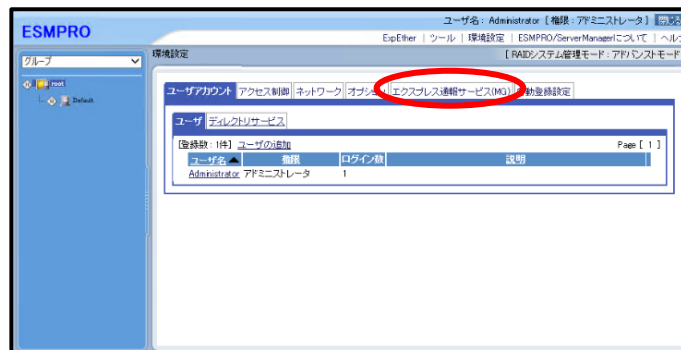 ユーザ名 : Administrator [ 権限 : アドミニストレータ ]
ESMPRO
ExpEther | ツール | 環境設定 | ESMPRO/ServerManagerについて | ヘル
グループ
環境設定
[ RAIDシステム管理モード : アドバンストモード
root
Default
ユーザアカウント アクセス制御 ネットワーク オプション エクスプレス通報サービス(MG) 動登録設定
ユーザ ディレクトリサービス
[登録数 : 1件] ユーザの追加 Page [ 1 ]
ユーザ名▲ 権限 ログイン数 説明
Administrator アドミニストレータ 1